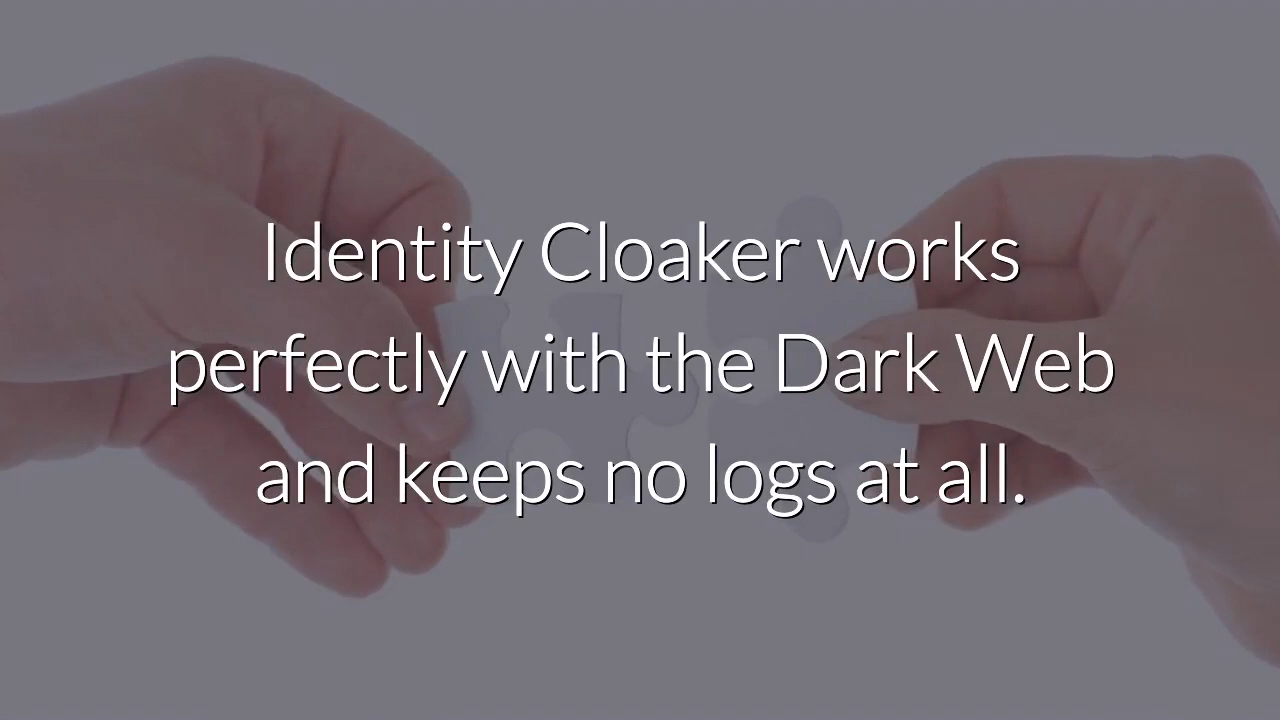 Identity Cloaker works
perfectly with the Dark Web
and keeps no logs at all.